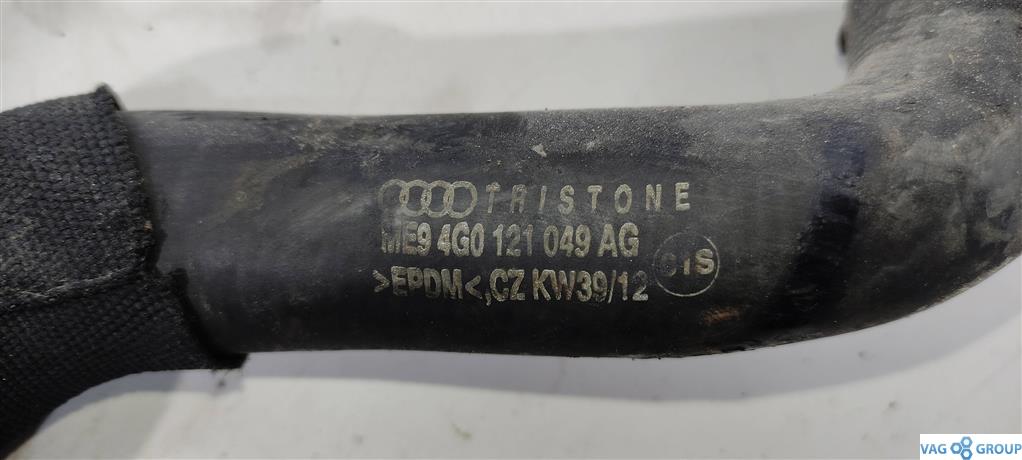 TRISTONE
ME9 4G0 121 049 AG
>EPDM<,CZ KW39/12
VAG GROUP